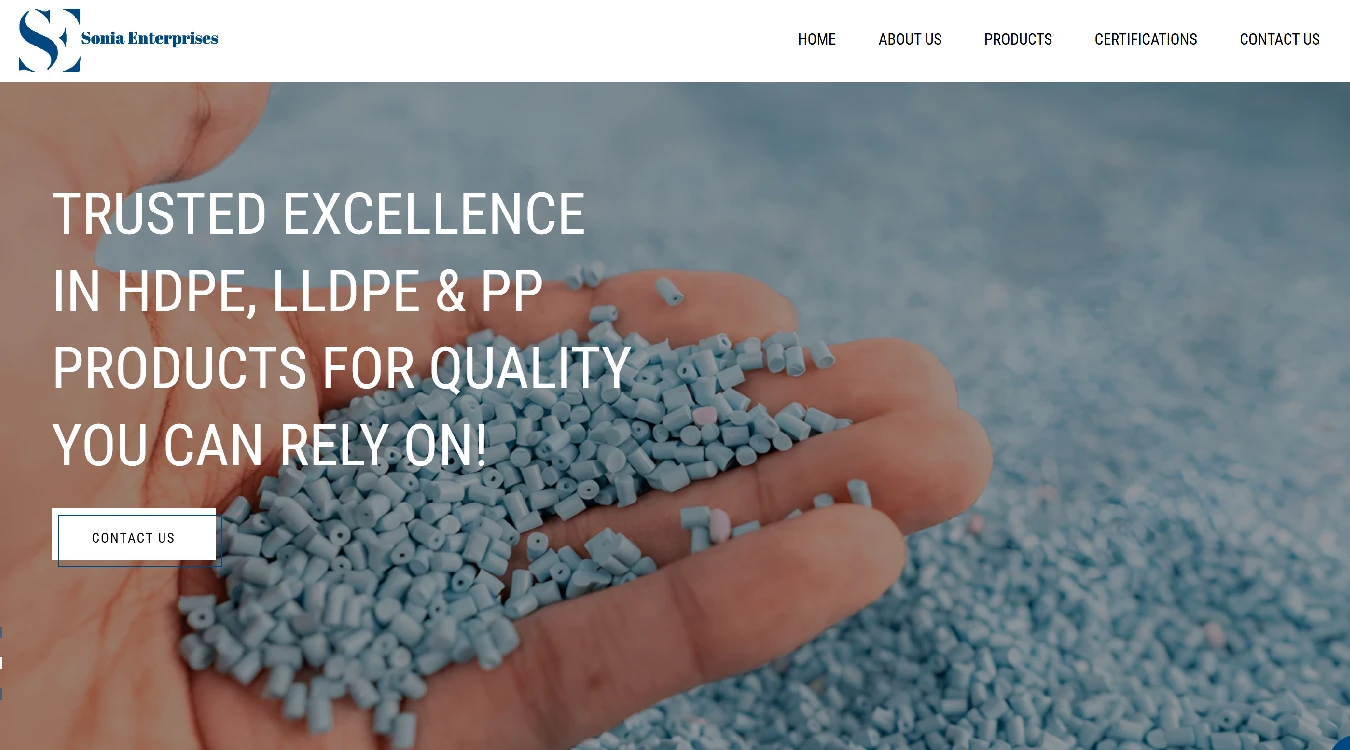 SE
Sonia Enterprises
HOME
ABOUT US
PRODUCTS
CERTIFICATIONS
CONTACT US
TRUSTED EXCELLENCE
IN HDPE, LLDPE & PP
PRODUCTS FOR QUALITY
YOU CAN RELY ON!
CONTACT US